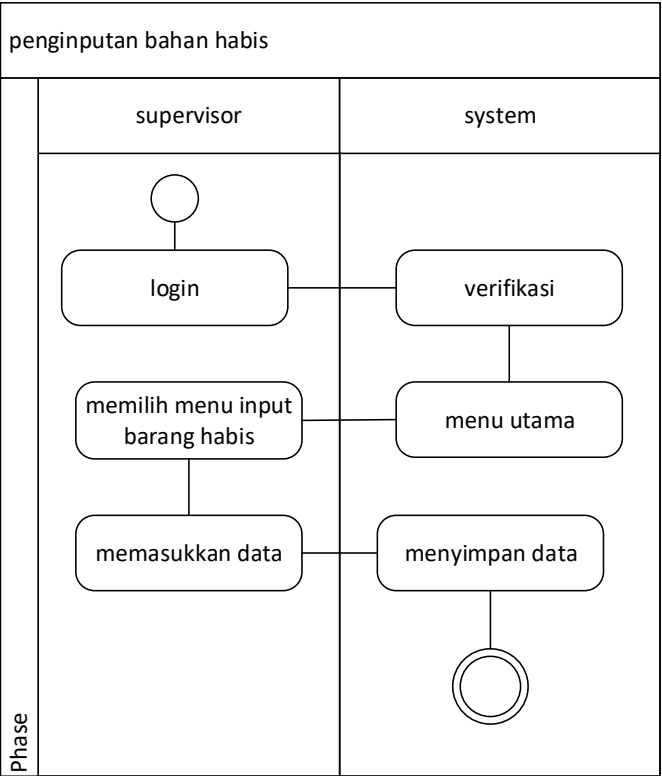 penginputan bahan habis
supervisor
system
login
verifikasi
memilih menu input
barang habis
menu utama
memasukkan data
menyimpan data
Phase